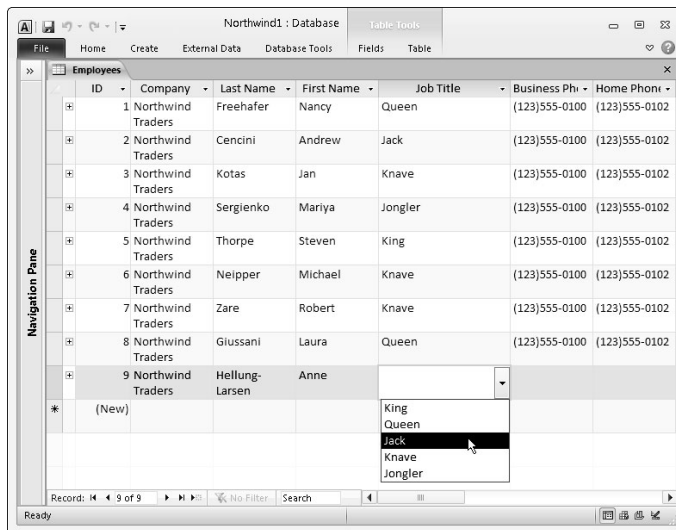 Northwind1 : Database Table Tools
File Home Create External Data Database Tools Fields Table
»
Employees
ID Company Last Name First Name Job Title Business Ph Home Phon
1 Northwind Traders Freehafer Nancy Queen (123)555-0100 (123)555-0102
2 Northwind Traders Cencini Andrew Jack (123)555-0100 (123)555-0102
3 Northwind Traders Kotas Jan Knave (123)555-0100 (123)555-0102
4 Northwind Traders Sergienko Mariya Jongler (123)555-0100 (123)555-0102
5 Northwind Traders Thorpe Steven King (123)555-0100 (123)555-0102
6 Northwind Traders Neipper Michael Knave (123)555-0100 (123)555-0102
7 Northwind Traders Zare Robert Knave (123)555-0100 (123)555-0102
8 Northwind Traders Giussani Laura Queen (123)555-0100 (123)555-0102
9 Northwind Traders Hellung-Larsen Anne
* (New)
King
Queen
Jack
Knave
Jongler
Navigation Pane
Record: 9 of 9 No Filter Search
Ready